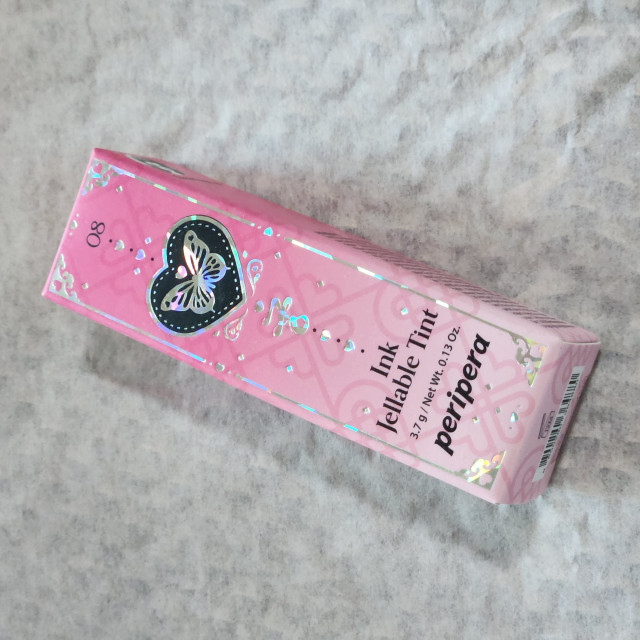 08
Ink
Jellable Tint
3.7 g / Net Wt. 0.13 Oz.
peripera